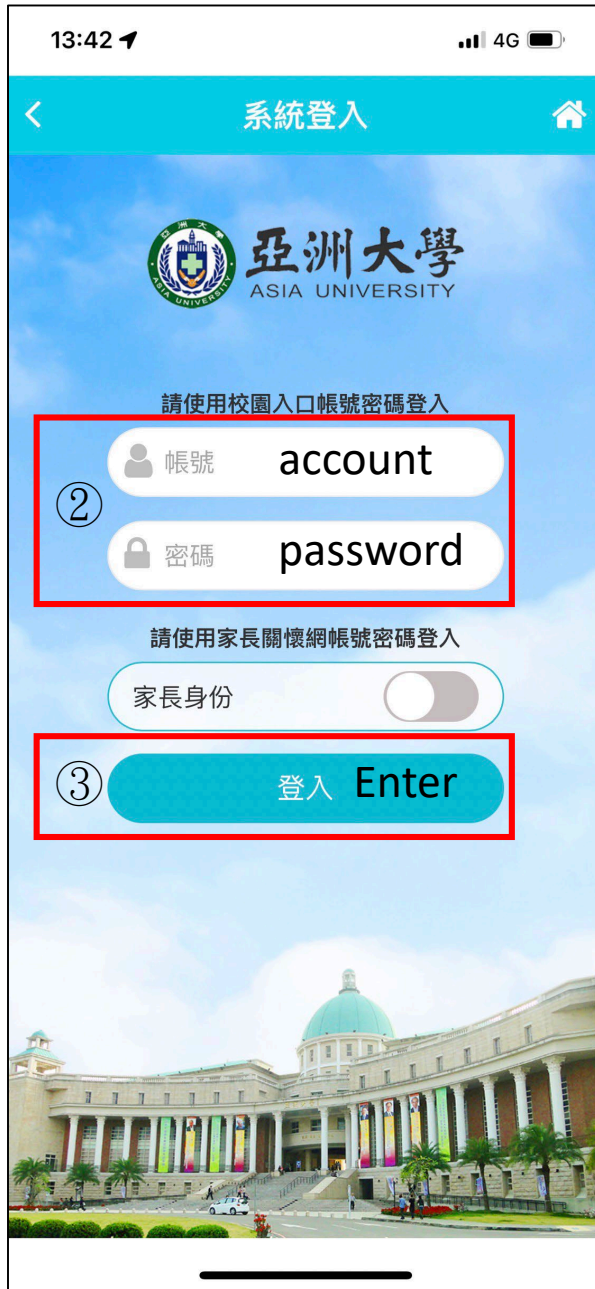 13:42
4G
系統登入
亞洲大學
ASIA UNIVERSITY
請使用校園入口帳號密碼登入
②
帳號 account
密碼 password
請使用家長關懷網帳號密碼登入
家長身份
③
登入 Enter